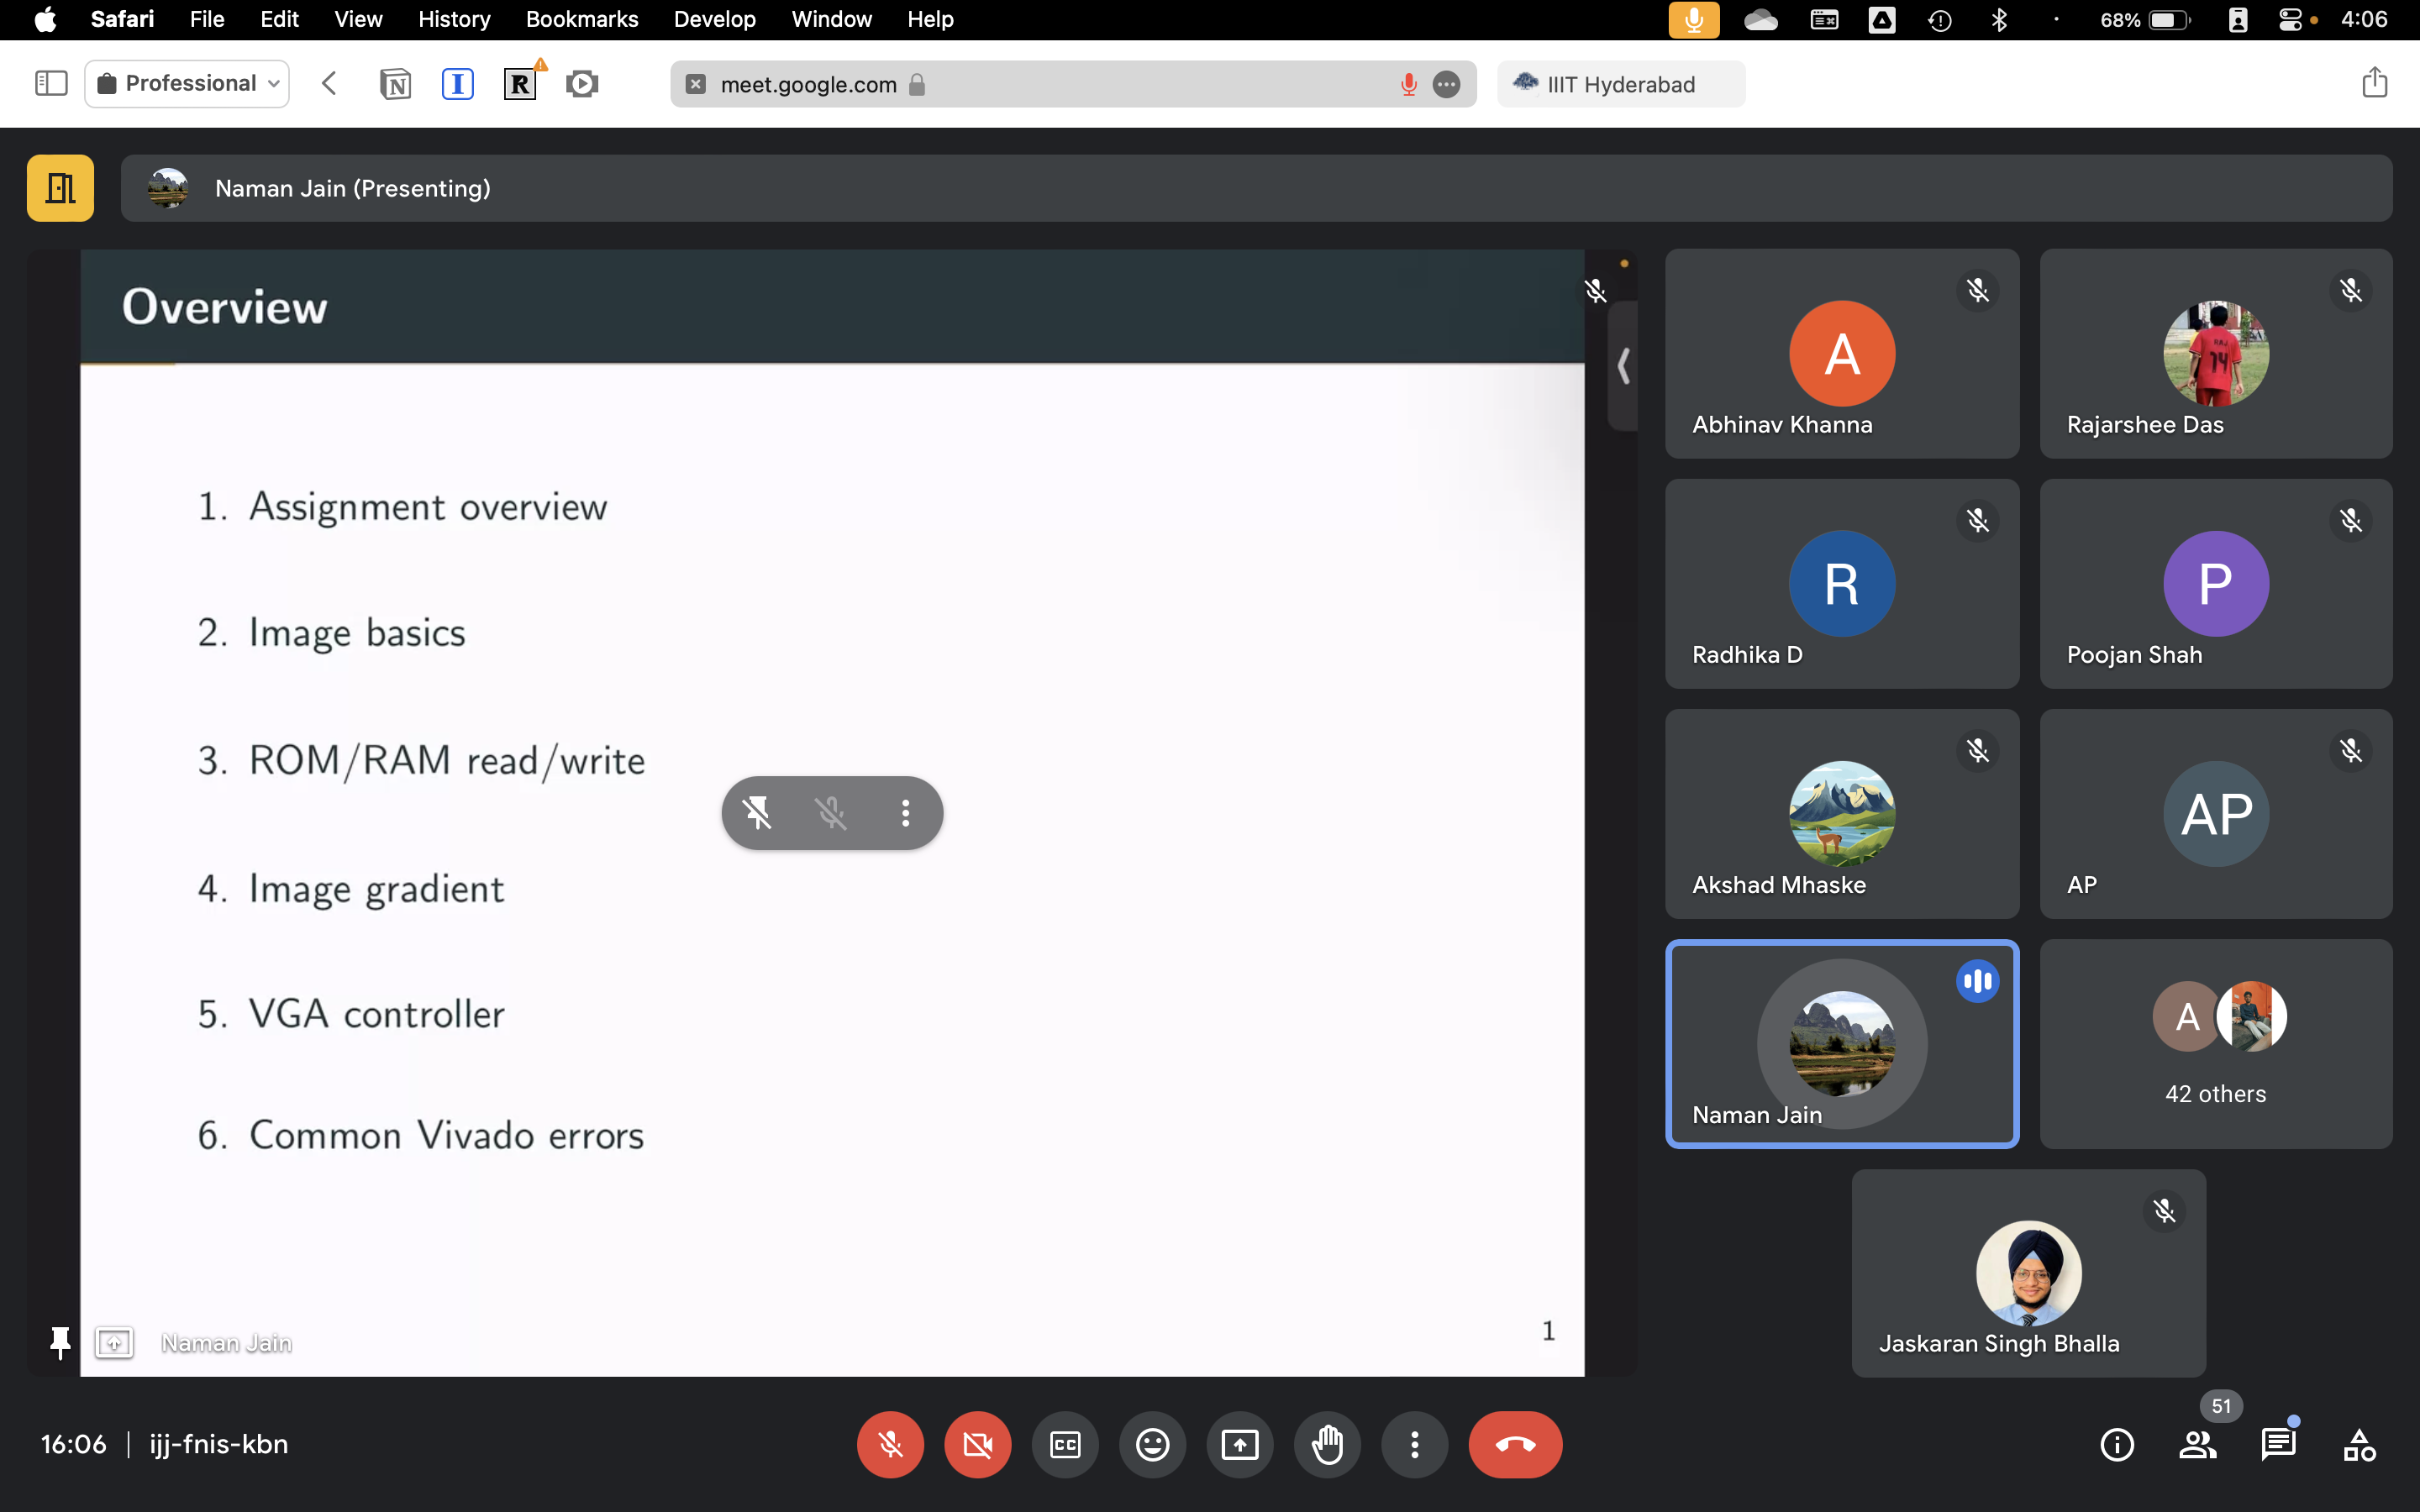 Safari File Edit View History Bookmarks Develop Window Help 68% 4:06
Professional meet.google.com IIIT Hyderabad
Naman Jain (Presenting)
Overview
1. Assignment overview
2. Image basics
3. ROM/RAM read/write
4. Image gradient
5. VGA controller
6. Common Vivado errors
Naman Jain
1
A
Abhinav Khanna
14
Rajarshee Das
R
Radhika D
P
Poojan Shah
Akshad Mhaske
AP
AP
Naman Jain
A
42 others
Jaskaran Singh Bhalla
16:06 | ijj-fnis-kbn
CC
51